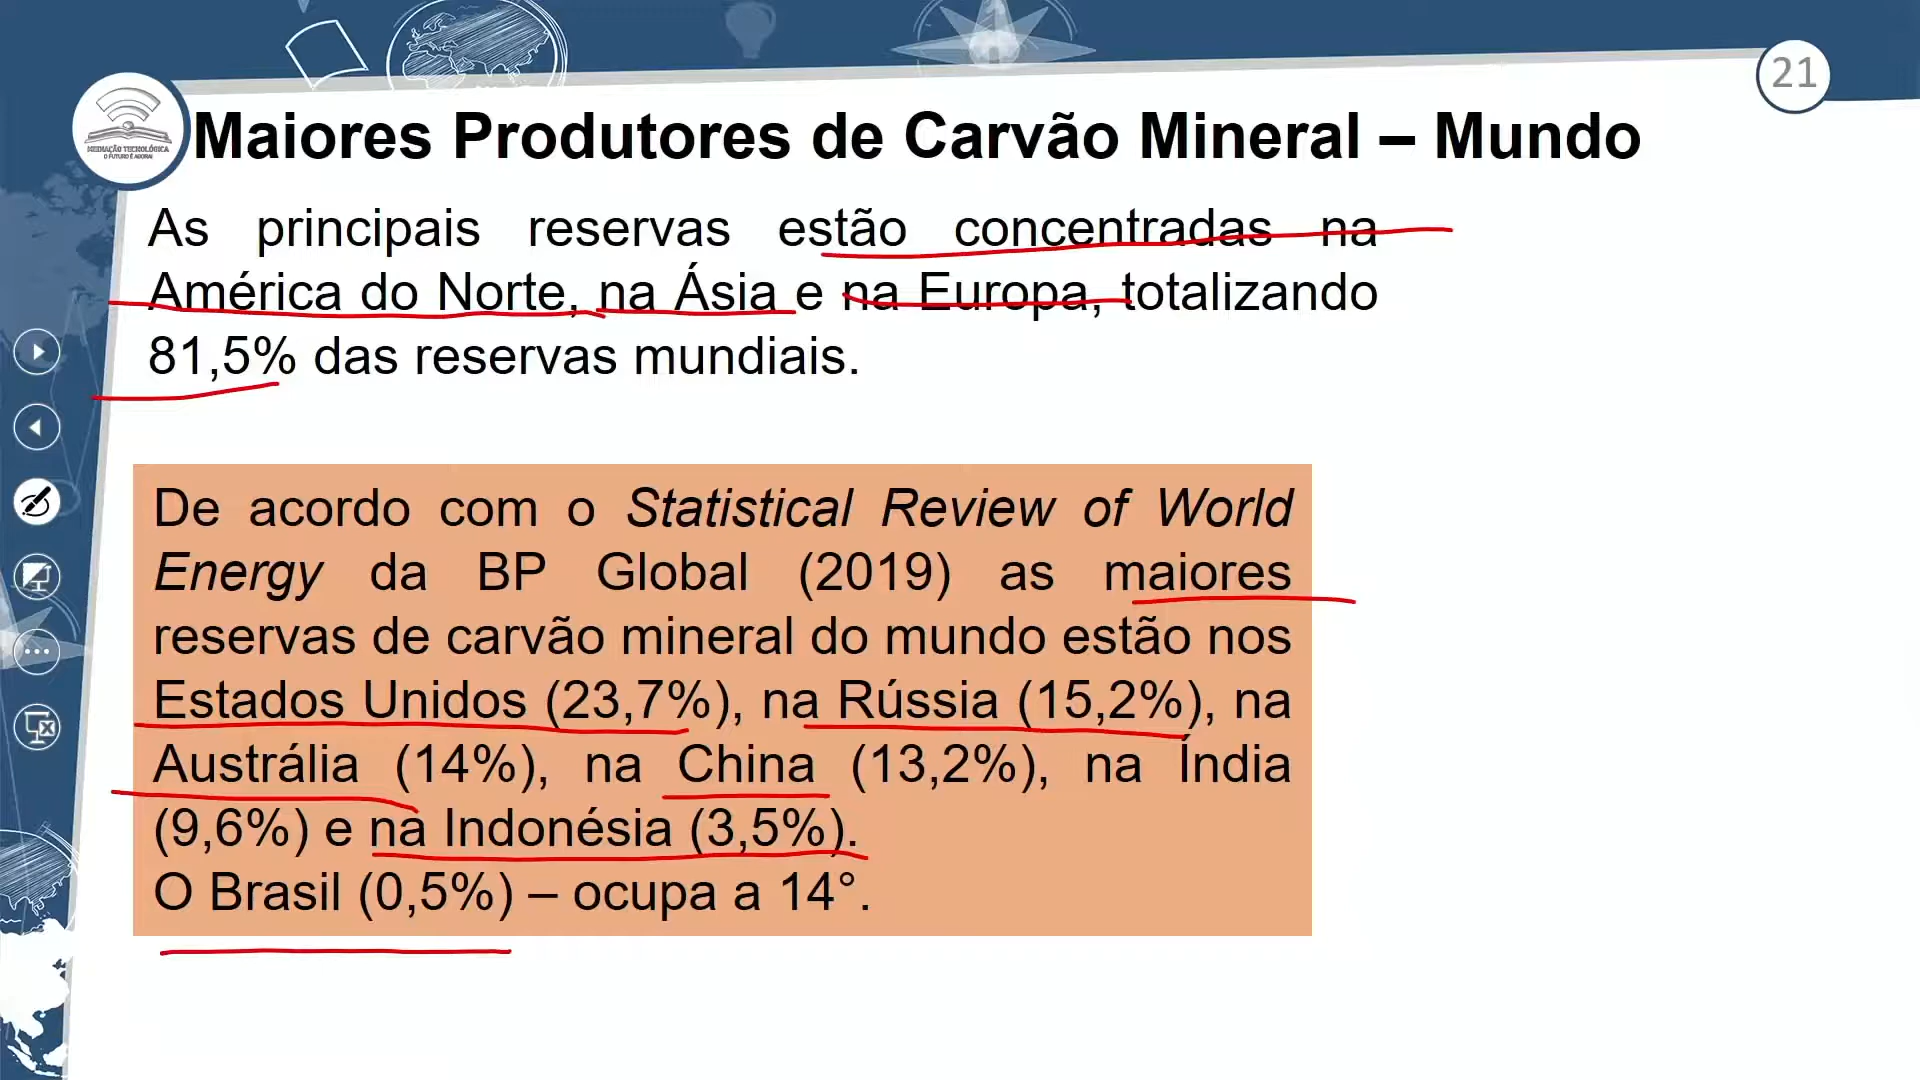 21
MEDIAÇÃO TECNOLÓGICA
O FUTURO É AGORA!
Maiores Produtores de Carvão Mineral – Mundo
As principais reservas estão concentradas na
América do Norte, na Ásia e na Europa, totalizando
81,5% das reservas mundiais.
De acordo com o Statistical Review of World
Energy da BP Global (2019) as maiores
reservas de carvão mineral do mundo estão nos
Estados Unidos (23,7%), na Rússia (15,2%), na
Austrália (14%), na China (13,2%), na Índia
(9,6%) e na Indonésia (3,5%).
O Brasil (0,5%) – ocupa a 14°.